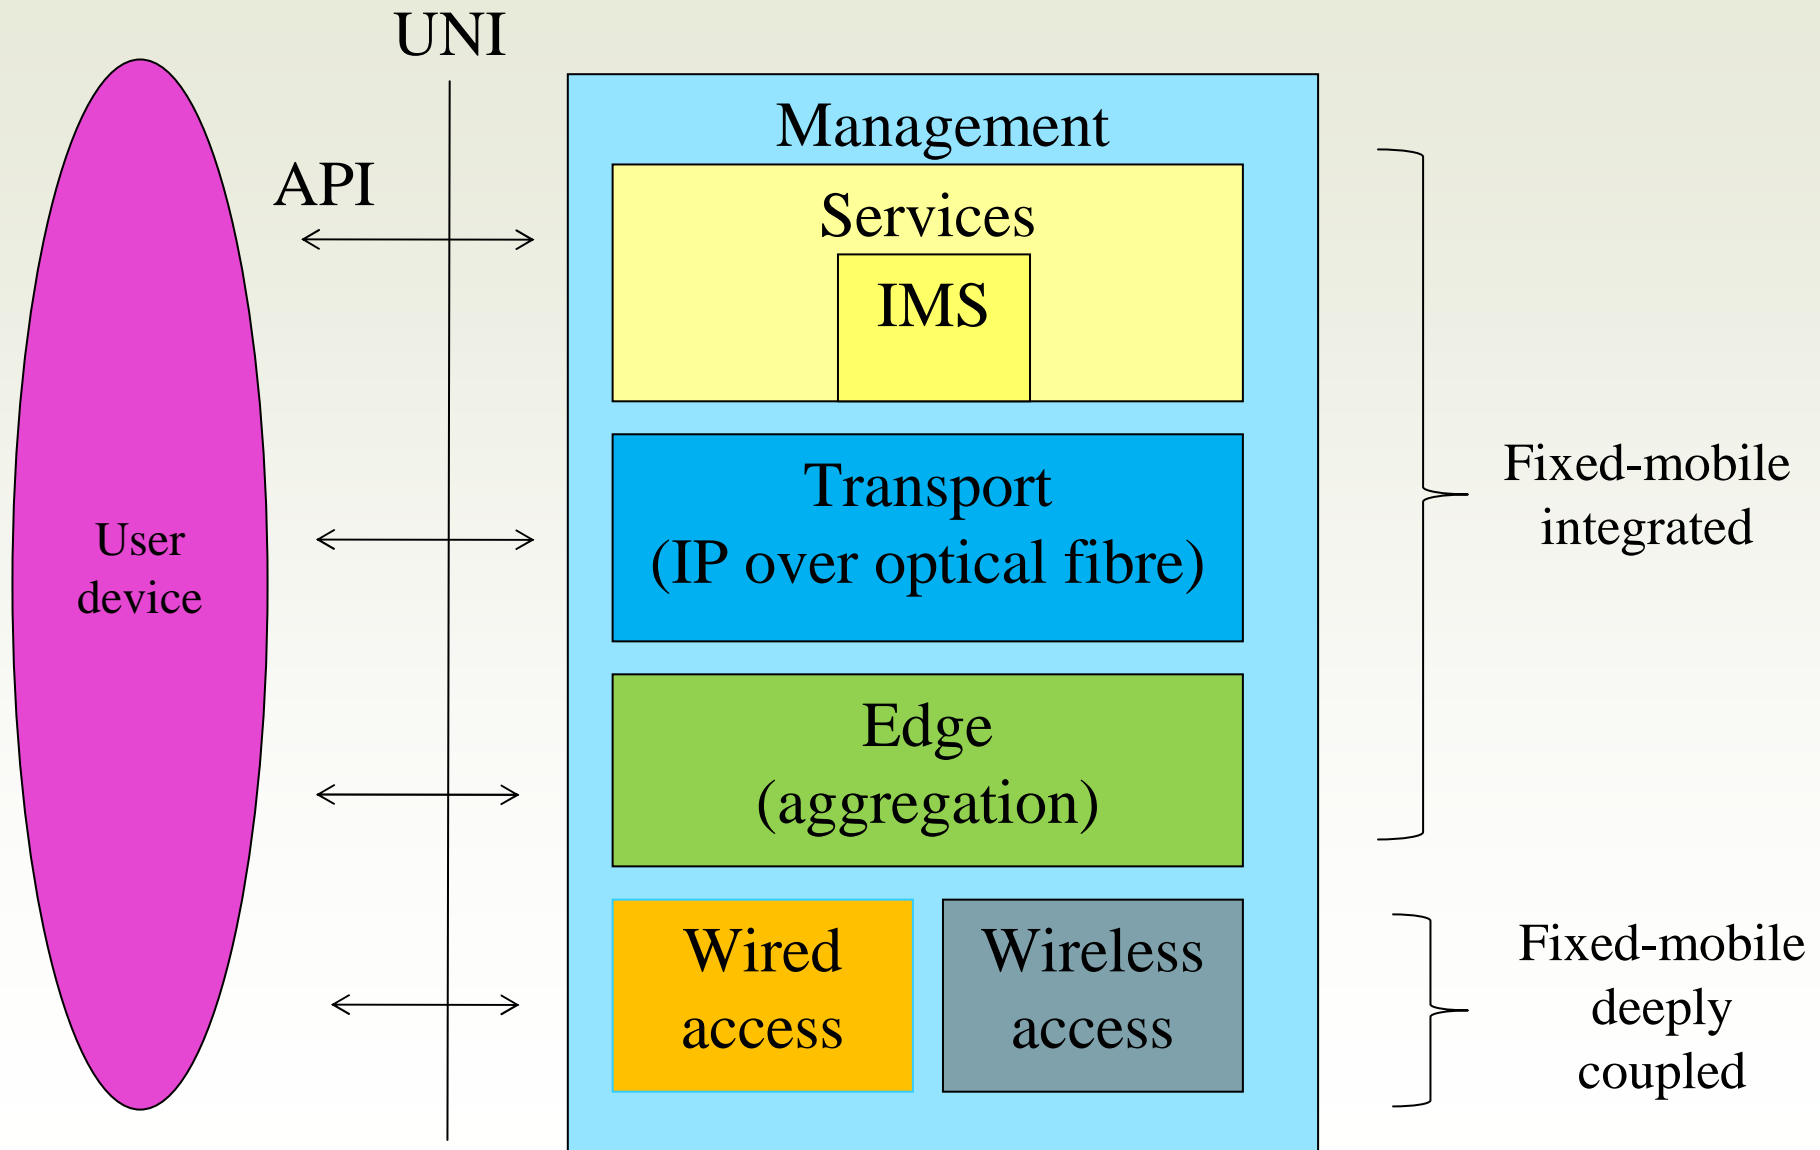 UNI
API
User
device
Management
Services
IMS
Transport
(IP over optical fibre)
Edge
(aggregation)
Wired
access
Wireless
access
Fixed-mobile
integrated
Fixed-mobile
deeply
coupled